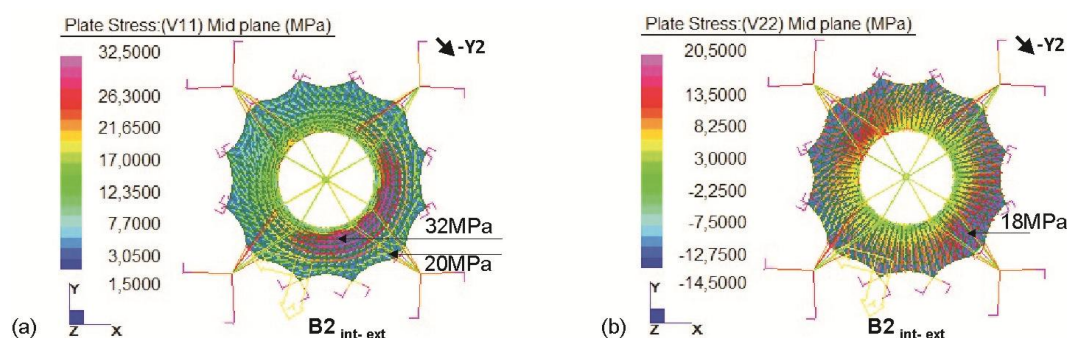 Plate Stress:(V11) Mid plane (MPa)
32,5000
26,3000
21,6500
17,0000
12,3500
7,7000
3,0500
1,5000
-Y2
32MPa
20MPa
Y
Z
X
(a)
B2 int- ext
Plate Stress:(V22) Mid plane (MPa)
20,5000
13,5000
8,2500
3,0000
-2,2500
-7,5000
-12,7500
-14,5000
-Y2
18MPa
Y
Z
X
(b)
B2 int- ext